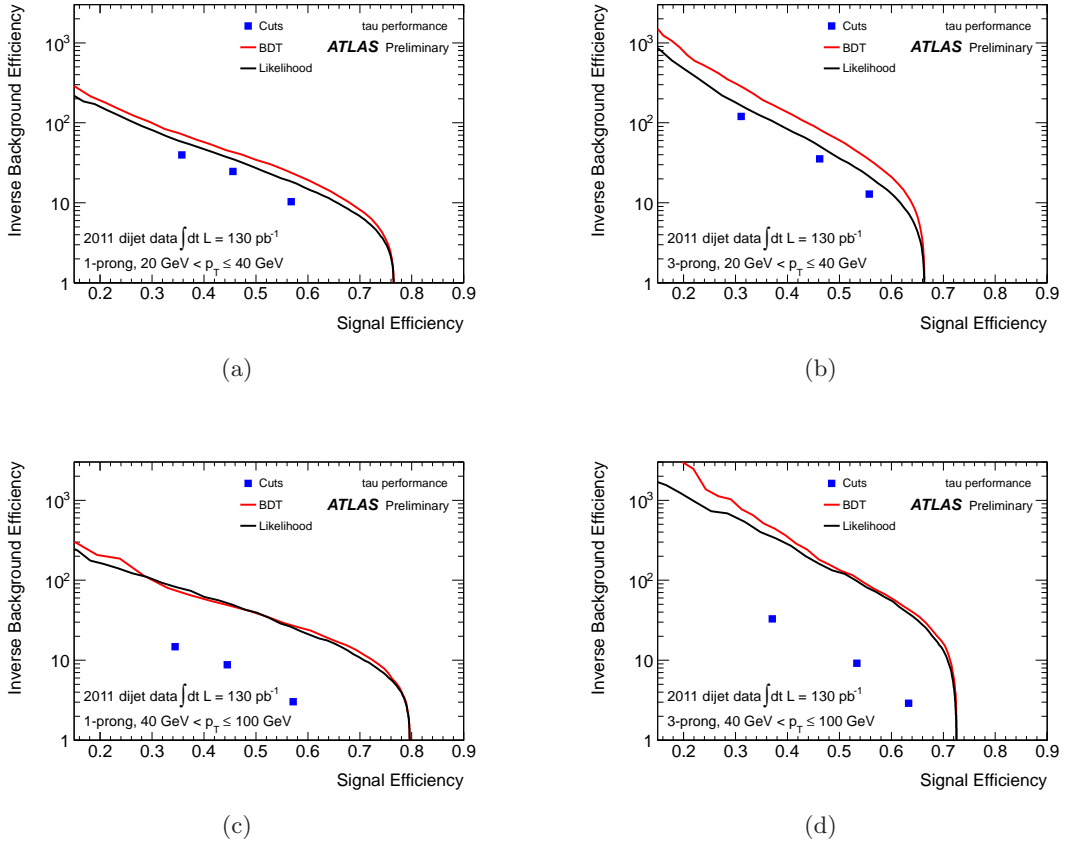 Inverse Background Efficiency
10³
10²
10
1
Cuts
BDT
Likelihood
tau performance
ATLAS Preliminary
2011 dijet data ∫dt L = 130 pb⁻¹
1-prong, 20 GeV < p_T ≤ 40 GeV
0.2 0.3 0.4 0.5 0.6 0.7 0.8 0.9
Signal Efficiency
(a)
Inverse Background Efficiency
10³
10²
10
1
Cuts
BDT
Likelihood
tau performance
ATLAS Preliminary
2011 dijet data ∫dt L = 130 pb⁻¹
3-prong, 20 GeV < p_T ≤ 40 GeV
0.2 0.3 0.4 0.5 0.6 0.7 0.8 0.9
Signal Efficiency
(b)
Inverse Background Efficiency
10³
10²
10
1
Cuts
BDT
Likelihood
tau performance
ATLAS Preliminary
2011 dijet data ∫dt L = 130 pb⁻¹
1-prong, 40 GeV < p_T ≤ 100 GeV
0.2 0.3 0.4 0.5 0.6 0.7 0.8 0.9
Signal Efficiency
(c)
Inverse Background Efficiency
10³
10²
10
1
Cuts
BDT
Likelihood
tau performance
ATLAS Preliminary
2011 dijet data ∫dt L = 130 pb⁻¹
3-prong, 40 GeV < p_T ≤ 100 GeV
0.2 0.3 0.4 0.5 0.6 0.7 0.8 0.9
Signal Efficiency
(d)